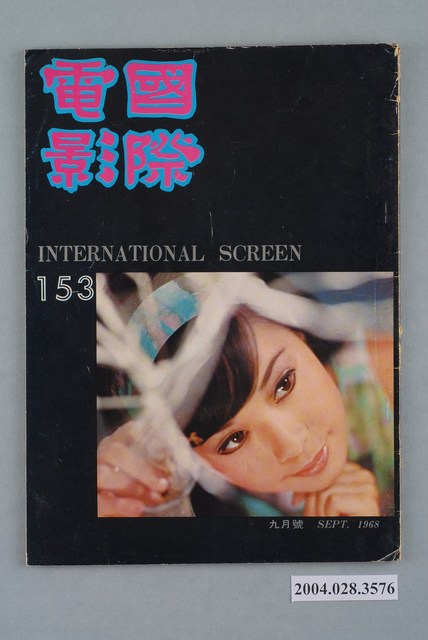 國際
電影
INTERNATIONAL SCREEN
153
九月號 SEPT. 1968
2004.028.3576